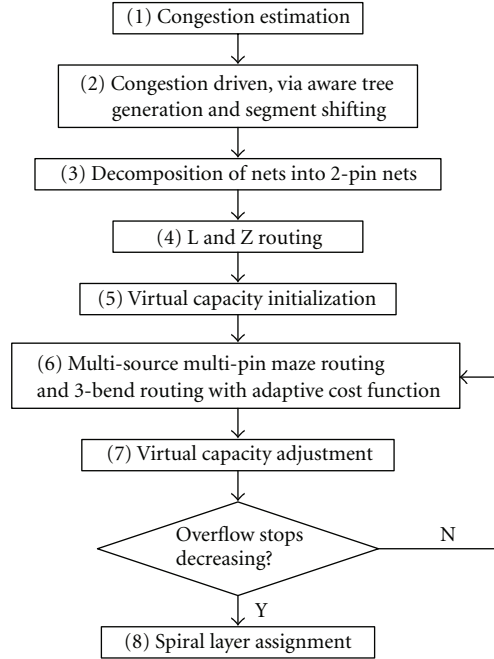 (1) Congestion estimation
(2) Congestion driven, via aware tree
generation and segment shifting
(3) Decomposition of nets into 2-pin nets
(4) L and Z routing
(5) Virtual capacity initialization
(6) Multi-source multi-pin maze routing
and 3-bend routing with adaptive cost function
(7) Virtual capacity adjustment
Overflow stops
decreasing?
N
Y
(8) Spiral layer assignment